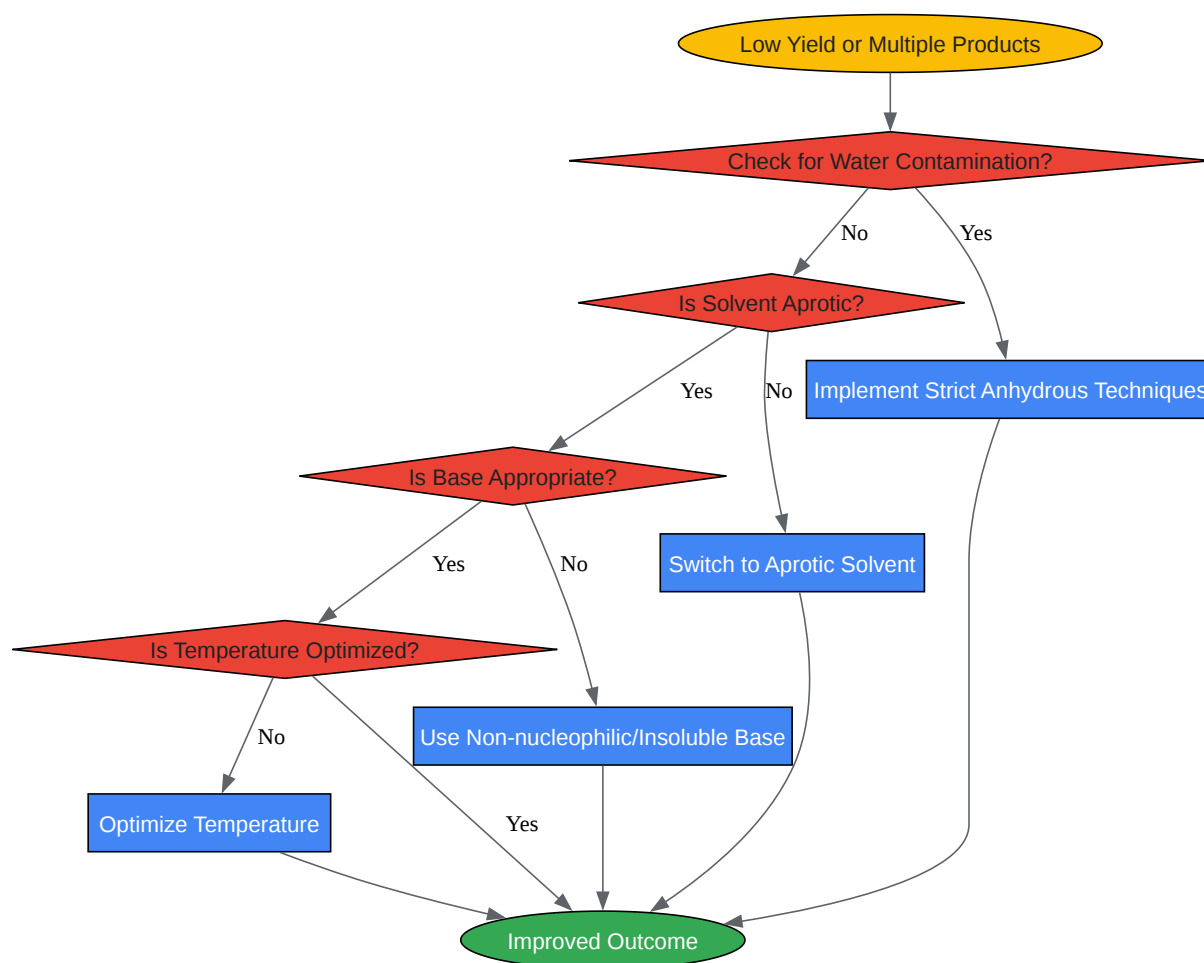 Low Yield or Multiple Products
Check for Water Contamination?
No
Yes
Is Solvent Aprotic?
Yes
No
Implement Strict Anhydrous Techniques
Is Base Appropriate?
Yes
No
Switch to Aprotic Solvent
Is Temperature Optimized?
No
Use Non-nucleophilic/Insoluble Base
Optimize Temperature
Yes
Improved Outcome